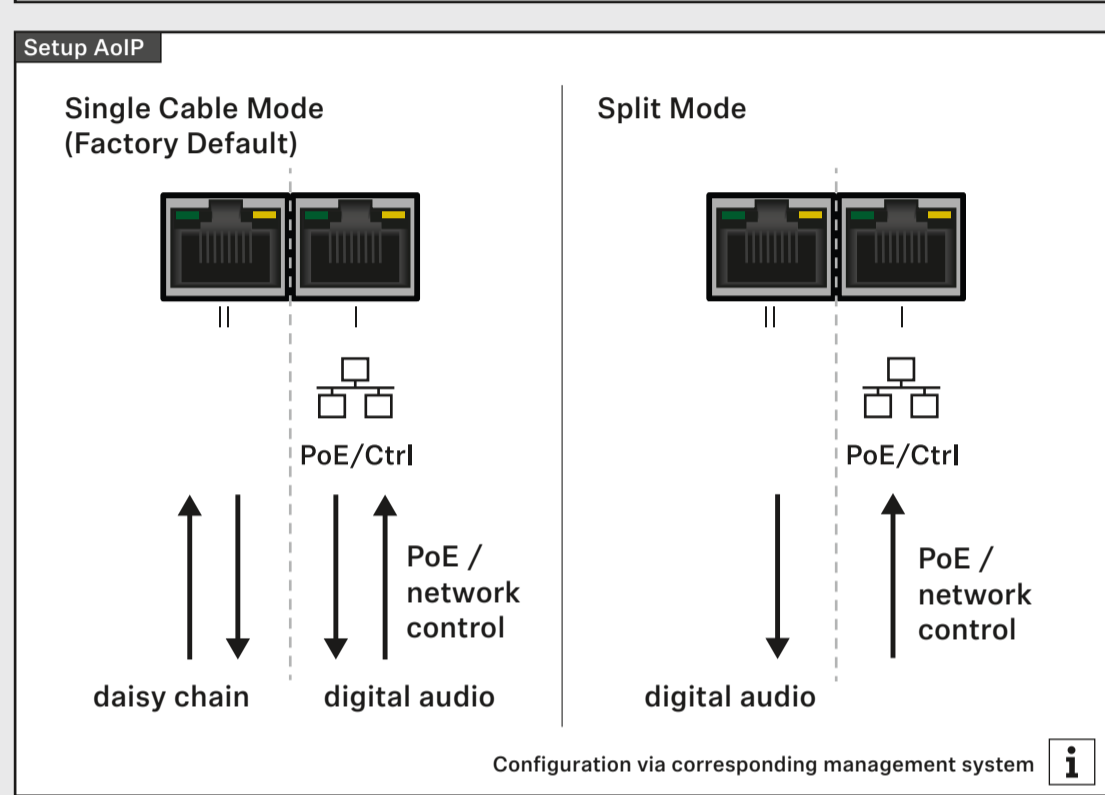 Setup AoIP
Single Cable Mode
(Factory Default)
II
I
PoE/Ctrl
PoE /
network
control
daisy chain
digital audio
Split Mode
II
I
PoE/Ctrl
PoE /
network
control
digital audio
Configuration via corresponding management system
i